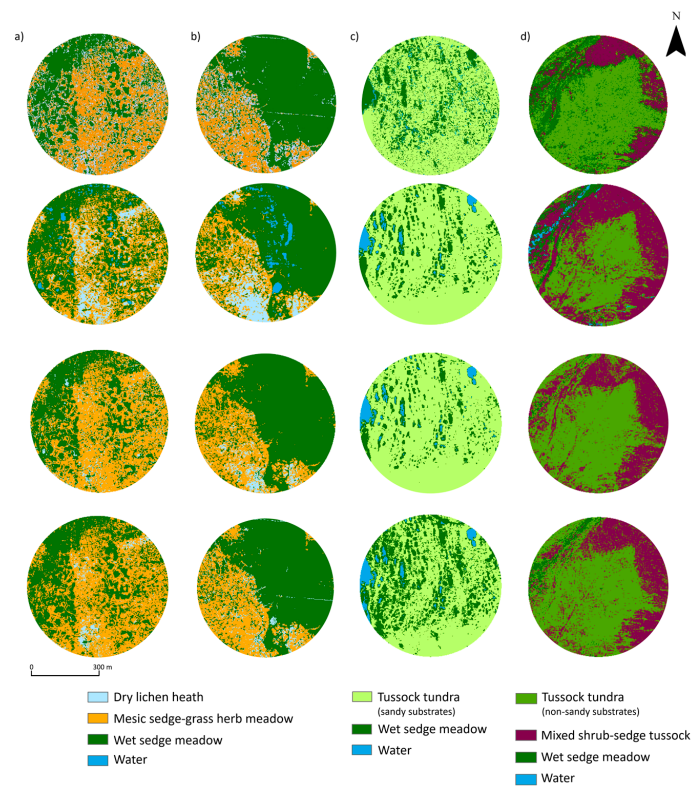 N
a)
b)
c)
d)
0 300 m
Dry lichen heath
Mesic sedge-grass herb meadow
Wet sedge meadow
Water
Tussock tundra
(sandy substrates)
Wet sedge meadow
Water
Tussock tundra
(non-sandy substrates)
Mixed shrub-sedge tussock
Wet sedge meadow
Water